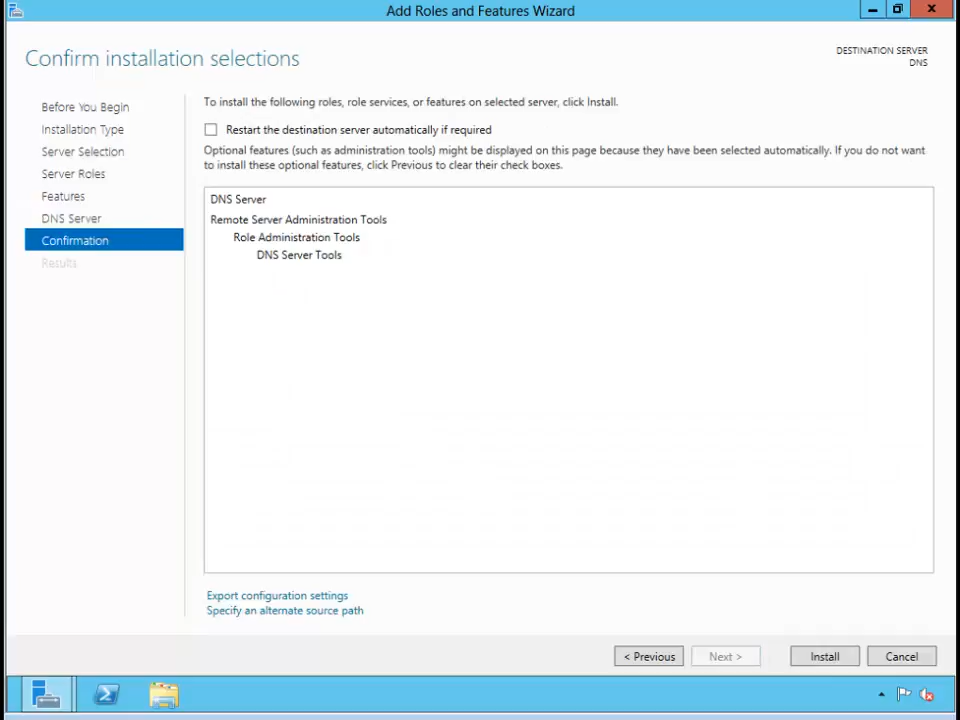 Add Roles and Features Wizard
Confirm installation selections
DESTINATION SERVER
DNS
Before You Begin
Installation Type
Server Selection
Server Roles
Features
DNS Server
Confirmation
Results
To install the following roles, role services, or features on selected server, click Install.
Restart the destination server automatically if required
Optional features (such as administration tools) might be displayed on this page because they have been selected automatically. If you do not want
to install these optional features, click Previous to clear their check boxes.
DNS Server
Remote Server Administration Tools
Role Administration Tools
DNS Server Tools
Export configuration settings
Specify an alternate source path
< Previous
Next >
Install
Cancel